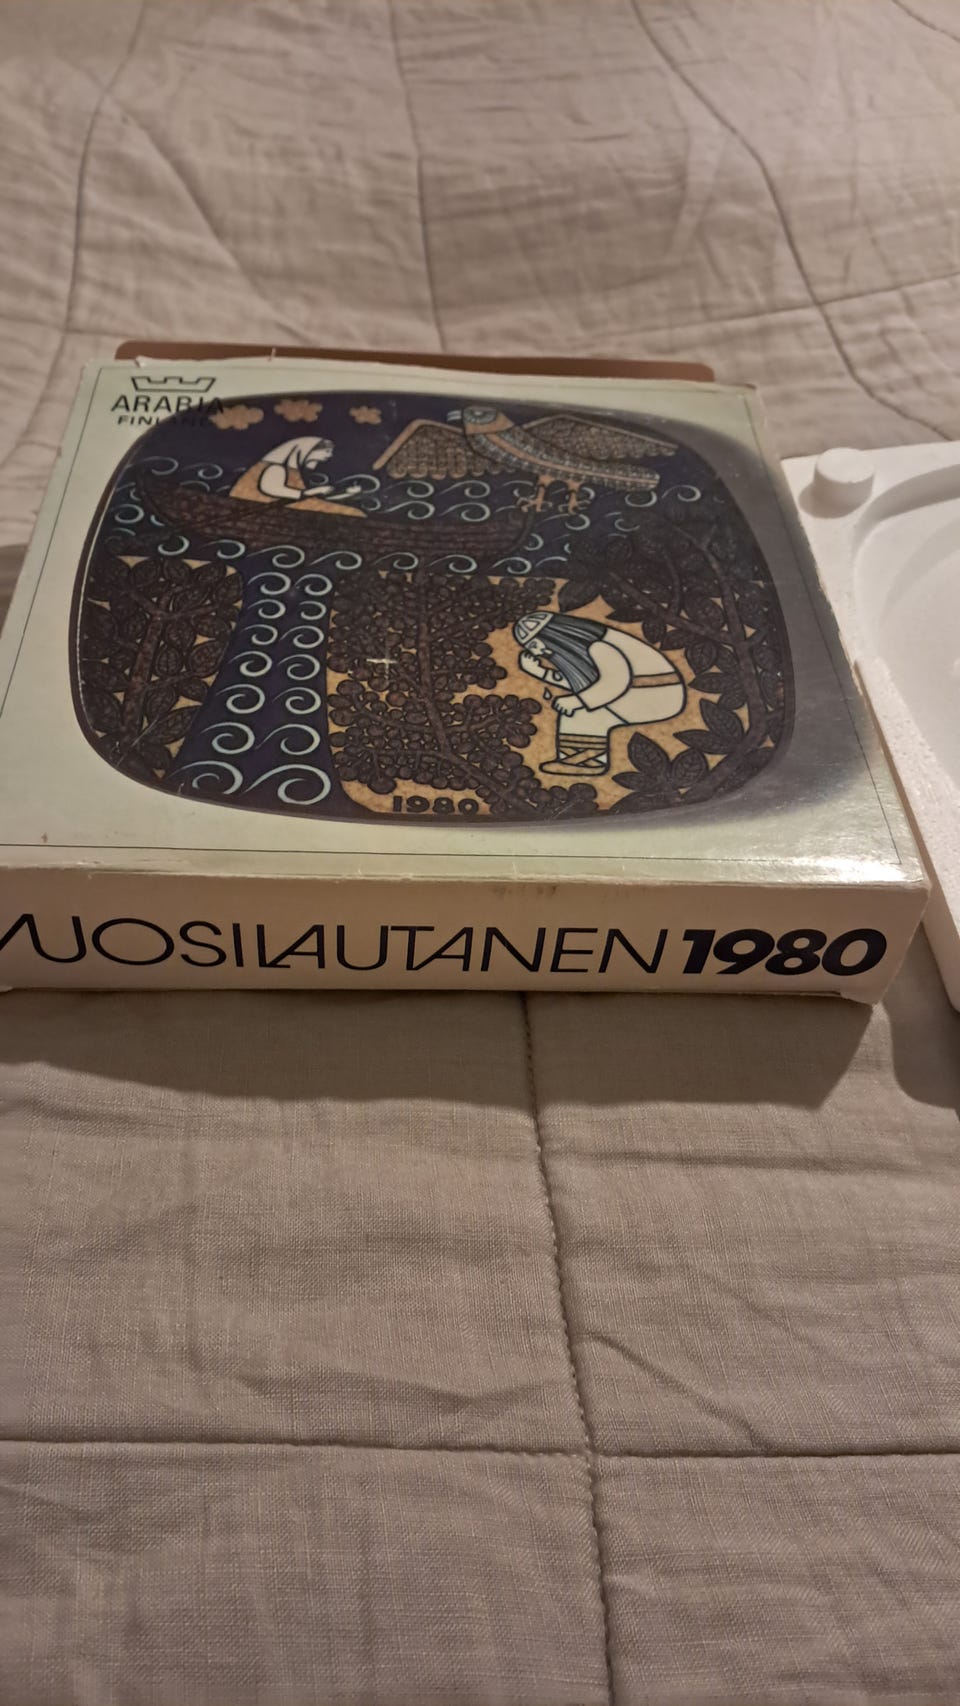 ARABIA
FINLAND
1980
VUOSILAUTANEN 1980